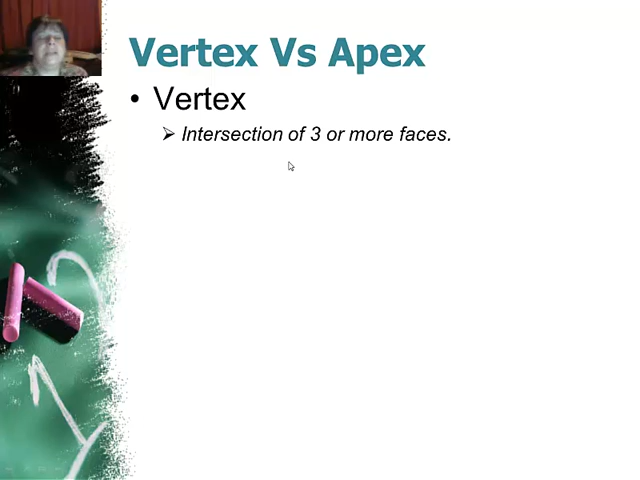 Vertex Vs Apex
• Vertex
➢ Intersection of 3 or more faces.